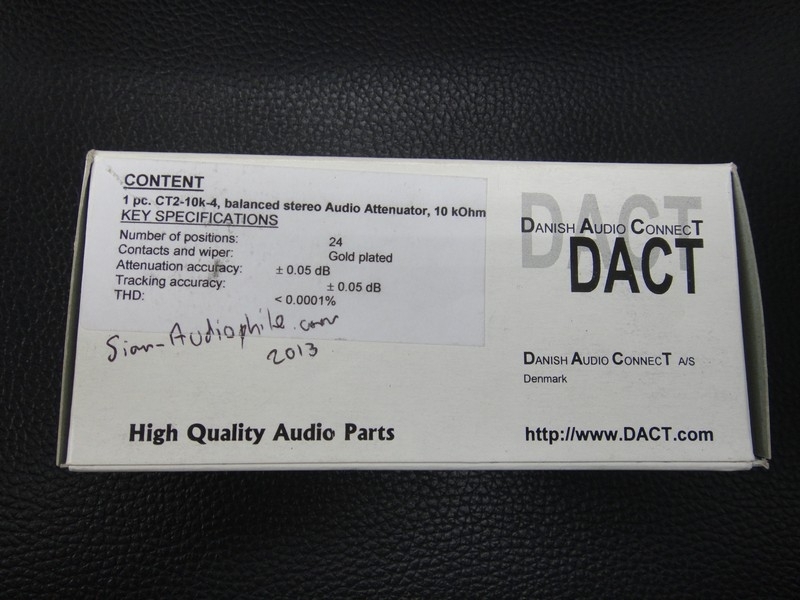 CONTENT
1 pc. CT2-10k-4, balanced stereo Audio Attenuator, 10 kOhm
KEY SPECIFICATIONS
Number of positions: 24
Contacts and wiper: Gold plated
Attenuation accuracy: ± 0.05 dB
Tracking accuracy: ± 0.05 dB
THD: < 0.0001%
Siam-Audiophile.com
2013
High Quality Audio Parts
DACT
DANISH AUDIO CONNECT
DACT
DANISH AUDIO CONNECT A/S
Denmark
http://www.DACT.com